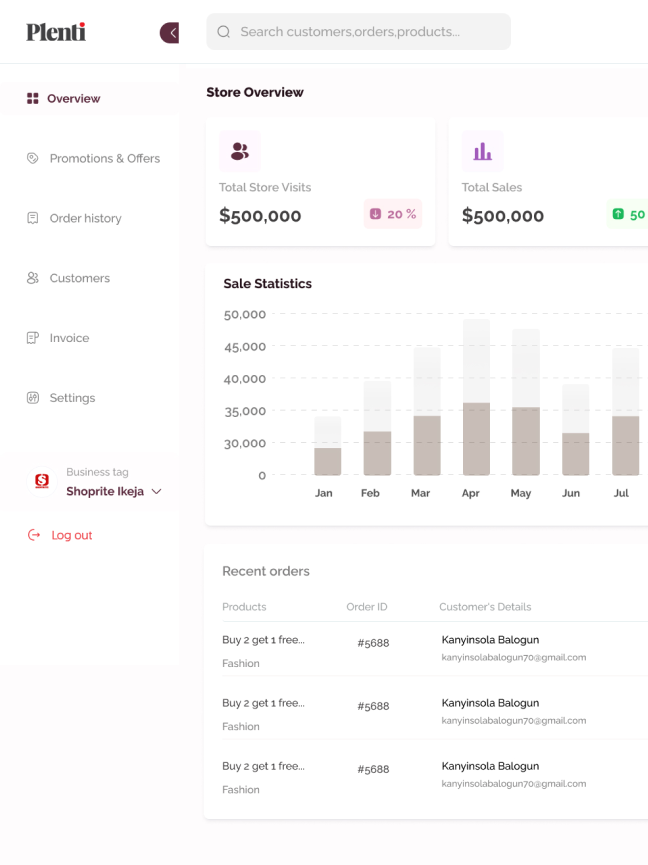 Plenti
Search customers,orders,products...
Overview
Promotions & Offers
Order history
Customers
Invoice
Settings
Business tag
Shoprite Ikeja
Log out
Store Overview
Total Store Visits
$500,000
20 %
Total Sales
$500,000
50
Sale Statistics
50,000
45,000
40,000
35,000
30,000
0
Jan Feb Mar Apr May Jun Jul
Recent orders
Products Order ID Customer's Details
Buy 2 get 1 free... #5688 Kanyinsola Balogun
Fashion kanyinsolabalogun70@gmail.com
Buy 2 get 1 free... #5688 Kanyinsola Balogun
Fashion kanyinsolabalogun70@gmail.com
Buy 2 get 1 free... #5688 Kanyinsola Balogun
Fashion kanyinsolabalogun70@gmail.com